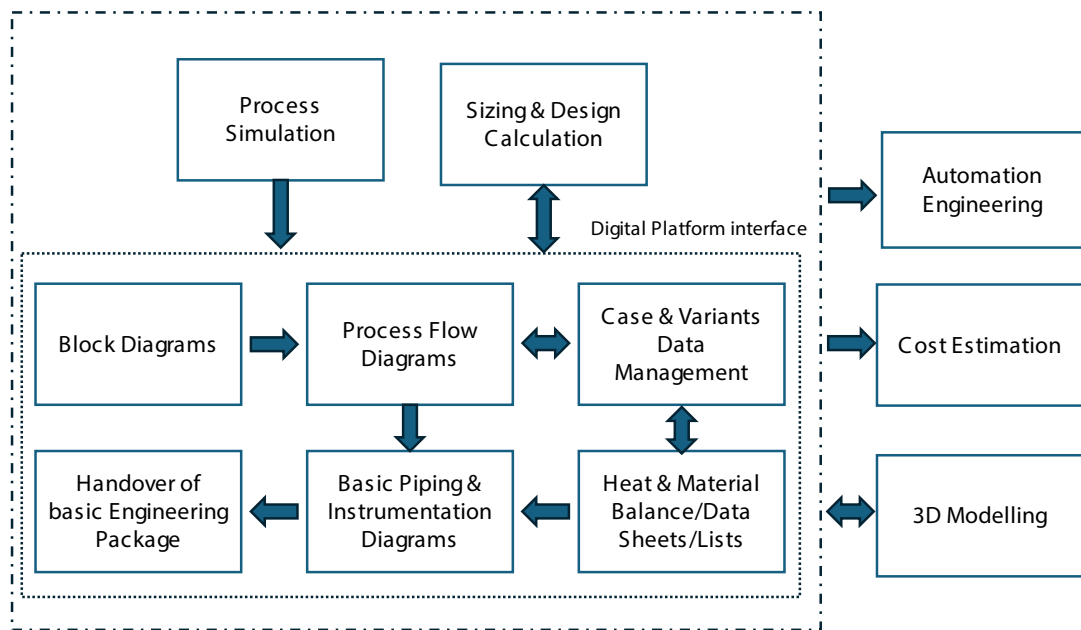 Process
Simulation
Sizing & Design
Calculation
Automation
Engineering
Digital Platform interface
Block Diagrams
Process Flow
Diagrams
Case & Variants
Data
Management
Cost Estimation
Handover of
basic Engineering
Package
Basic Piping &
Instrumentation
Diagrams
Heat & Material
Balance/Data
Sheets/Lists
3D Modelling